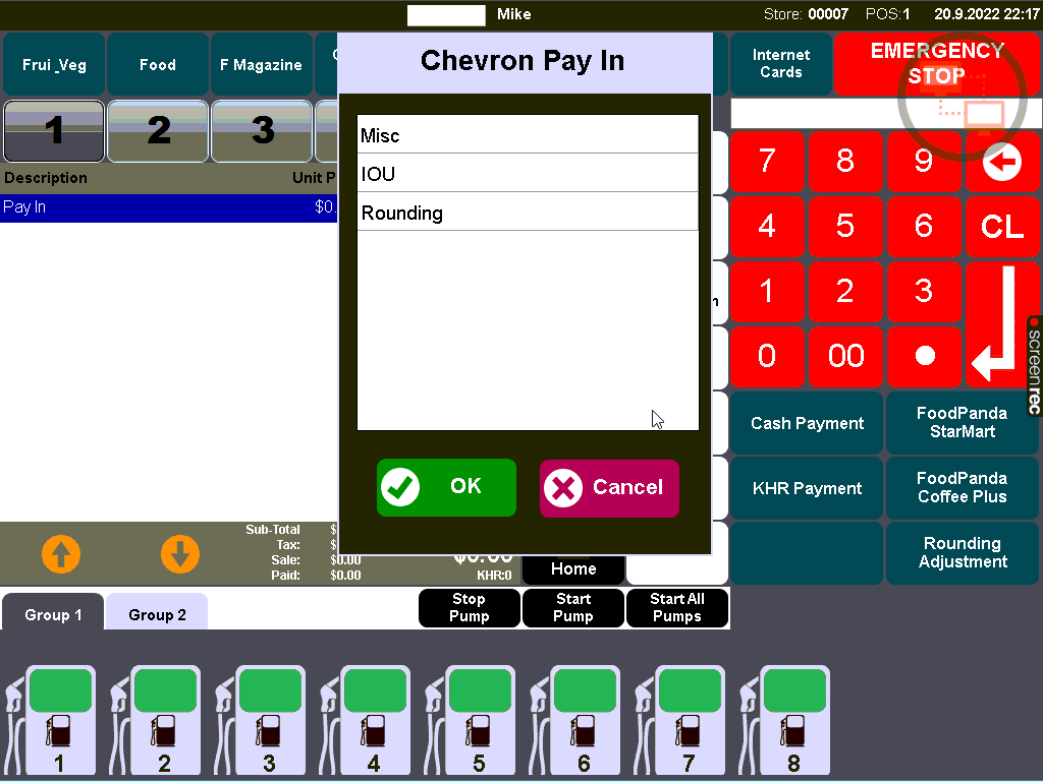 Mike
Store: 00007 POS:1 20.9.2022 22:17
Frui_Veg
Food
F Magazine
Chevron Pay In
Internet
Cards
EMERGENCY
STOP
1
2
3
Misc
IOU
Rounding
Description
Unit P
Pay In
$0.
7 8 9
4 5 6 CL
1 2 3
0 00
OK
Cancel
Cash Payment
FoodPanda
StarMart
KHR Payment
FoodPanda
Coffee Plus
Rounding
Adjustment
Sub-Total
Tax:
Sale: $0.00
Paid: $0.00
$0.00
KHR:0
Home
Group 1
Group 2
Stop
Pump
Start
Pump
Start All
Pumps
1 2 3 4 5 6 7 8
screenrec